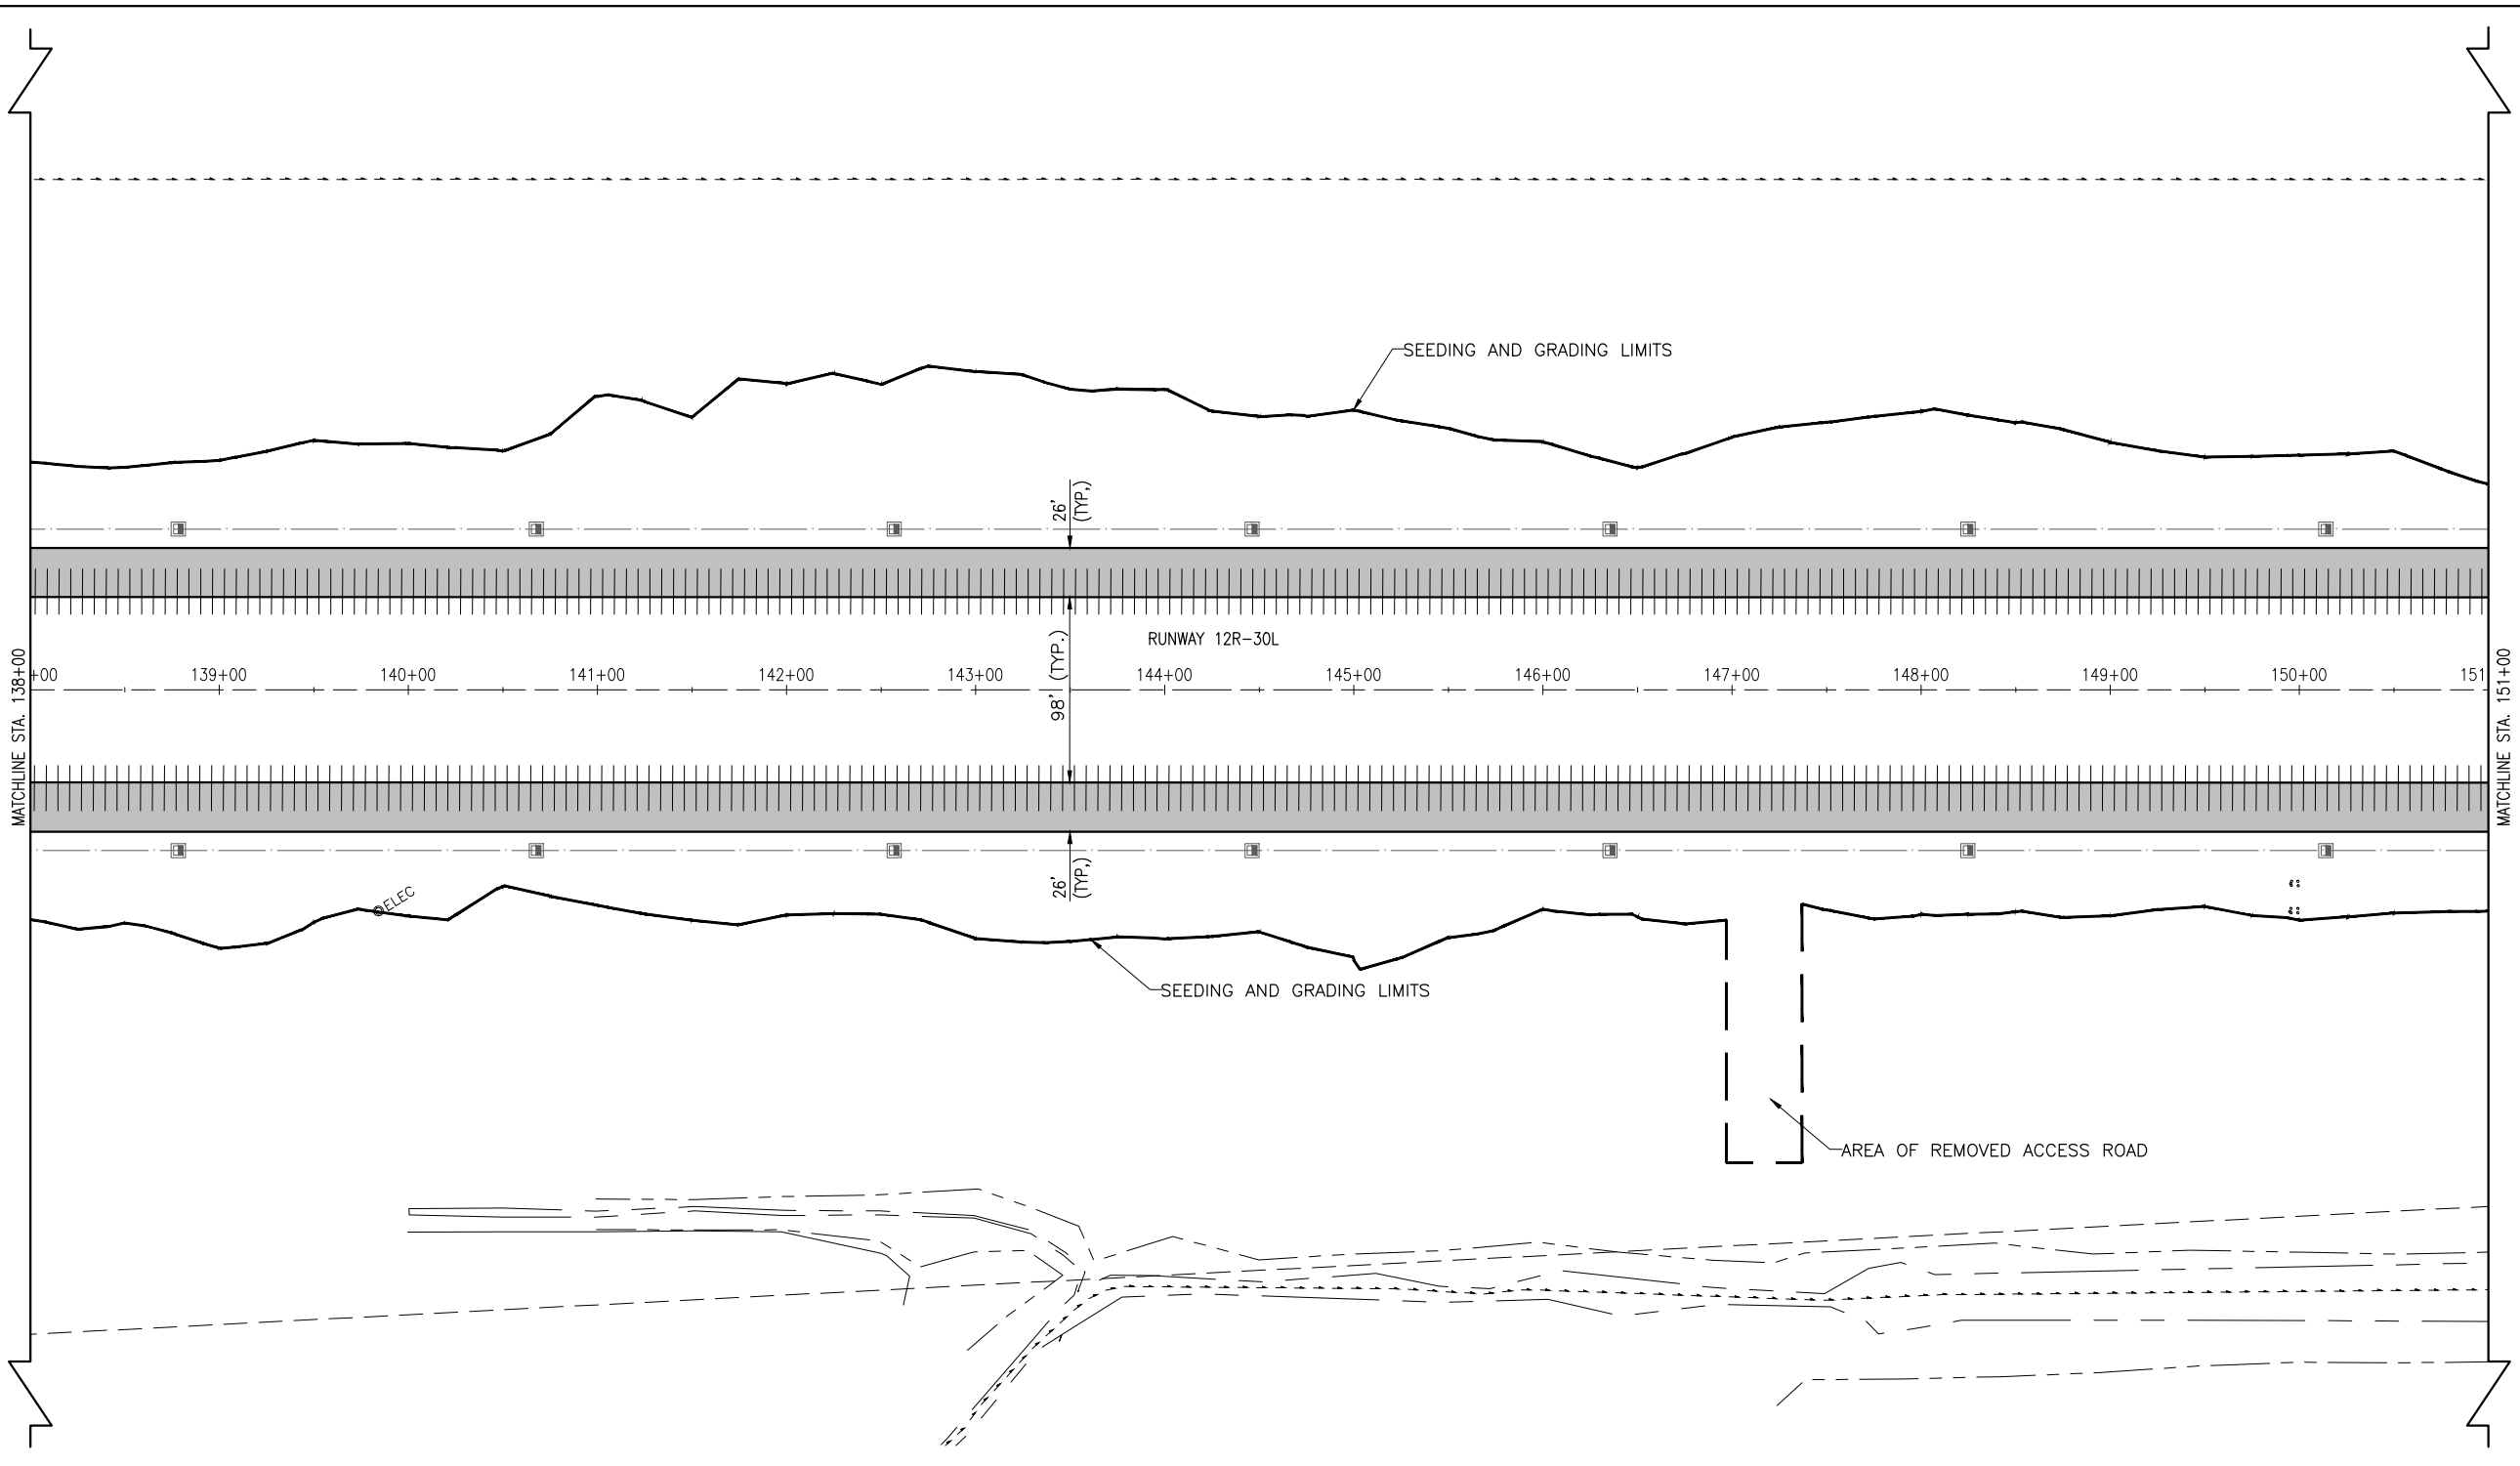 SEEDING AND GRADING LIMITS
26'
(TYP,)
RUNWAY 12R-30L
98' (TYP.)
MATCHLINE STA. 138+00
+00 139+00 140+00 141+00 142+00 143+00 144+00 145+00 146+00 147+00 148+00 149+00 150+00 151
MATCHLINE STA. 151+00
26'
(TYP,)
ELEC
SEEDING AND GRADING LIMITS
AREA OF REMOVED ACCESS ROAD